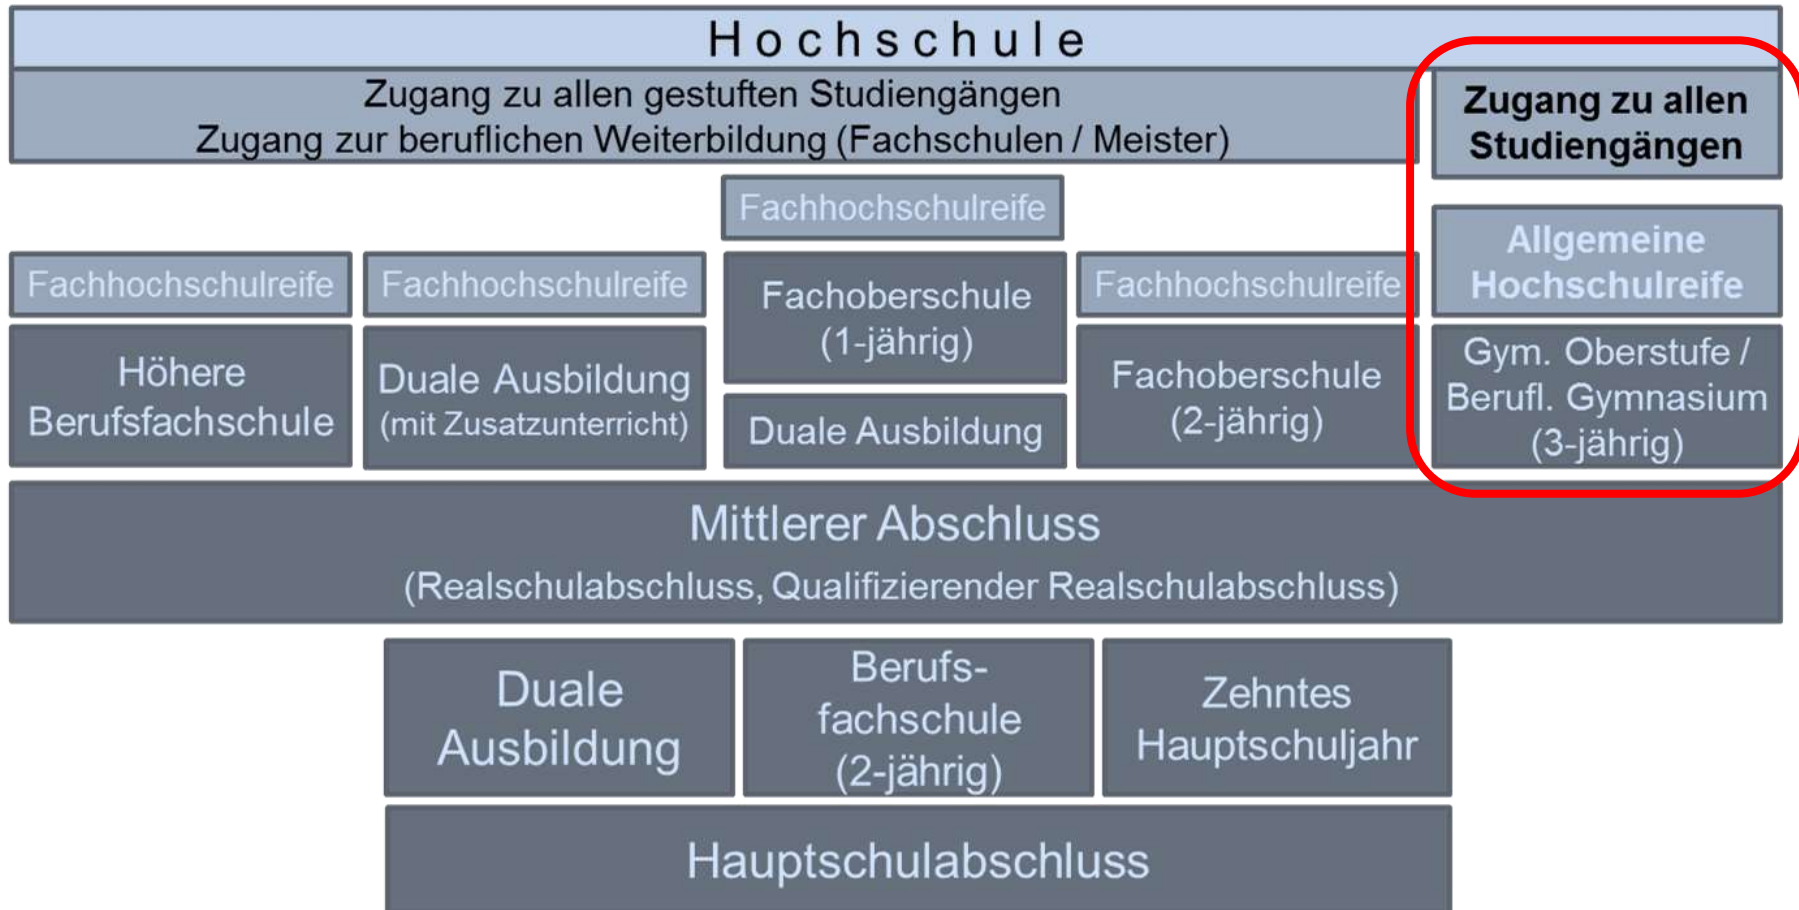 Hochschule
Zugang zu allen gestuften Studiengängen
Zugang zur beruflichen Weiterbildung (Fachschulen / Meister)
Zugang zu allen
Studiengängen
Fachhochschulreife
Allgemeine
Hochschulreife
Fachhochschulreife
Fachhochschulreife
Fachoberschule
(1-jährig)
Fachhochschulreife
Höhere
Berufsfachschule
Duale Ausbildung
(mit Zusatzunterricht)
Duale Ausbildung
Fachoberschule
(2-jährig)
Gym. Oberstufe /
Berufl. Gymnasium
(3-jährig)
Mittlerer Abschluss
(Realschulabschluss, Qualifizierender Realschulabschluss)
Duale
Ausbildung
Berufs-
fachschule
(2-jährig)
Zehntes
Hauptschuljahr
Hauptschulabschluss